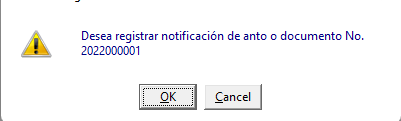 Desea registrar notificación de anto o documento No.
2022000001
OK
Cancel